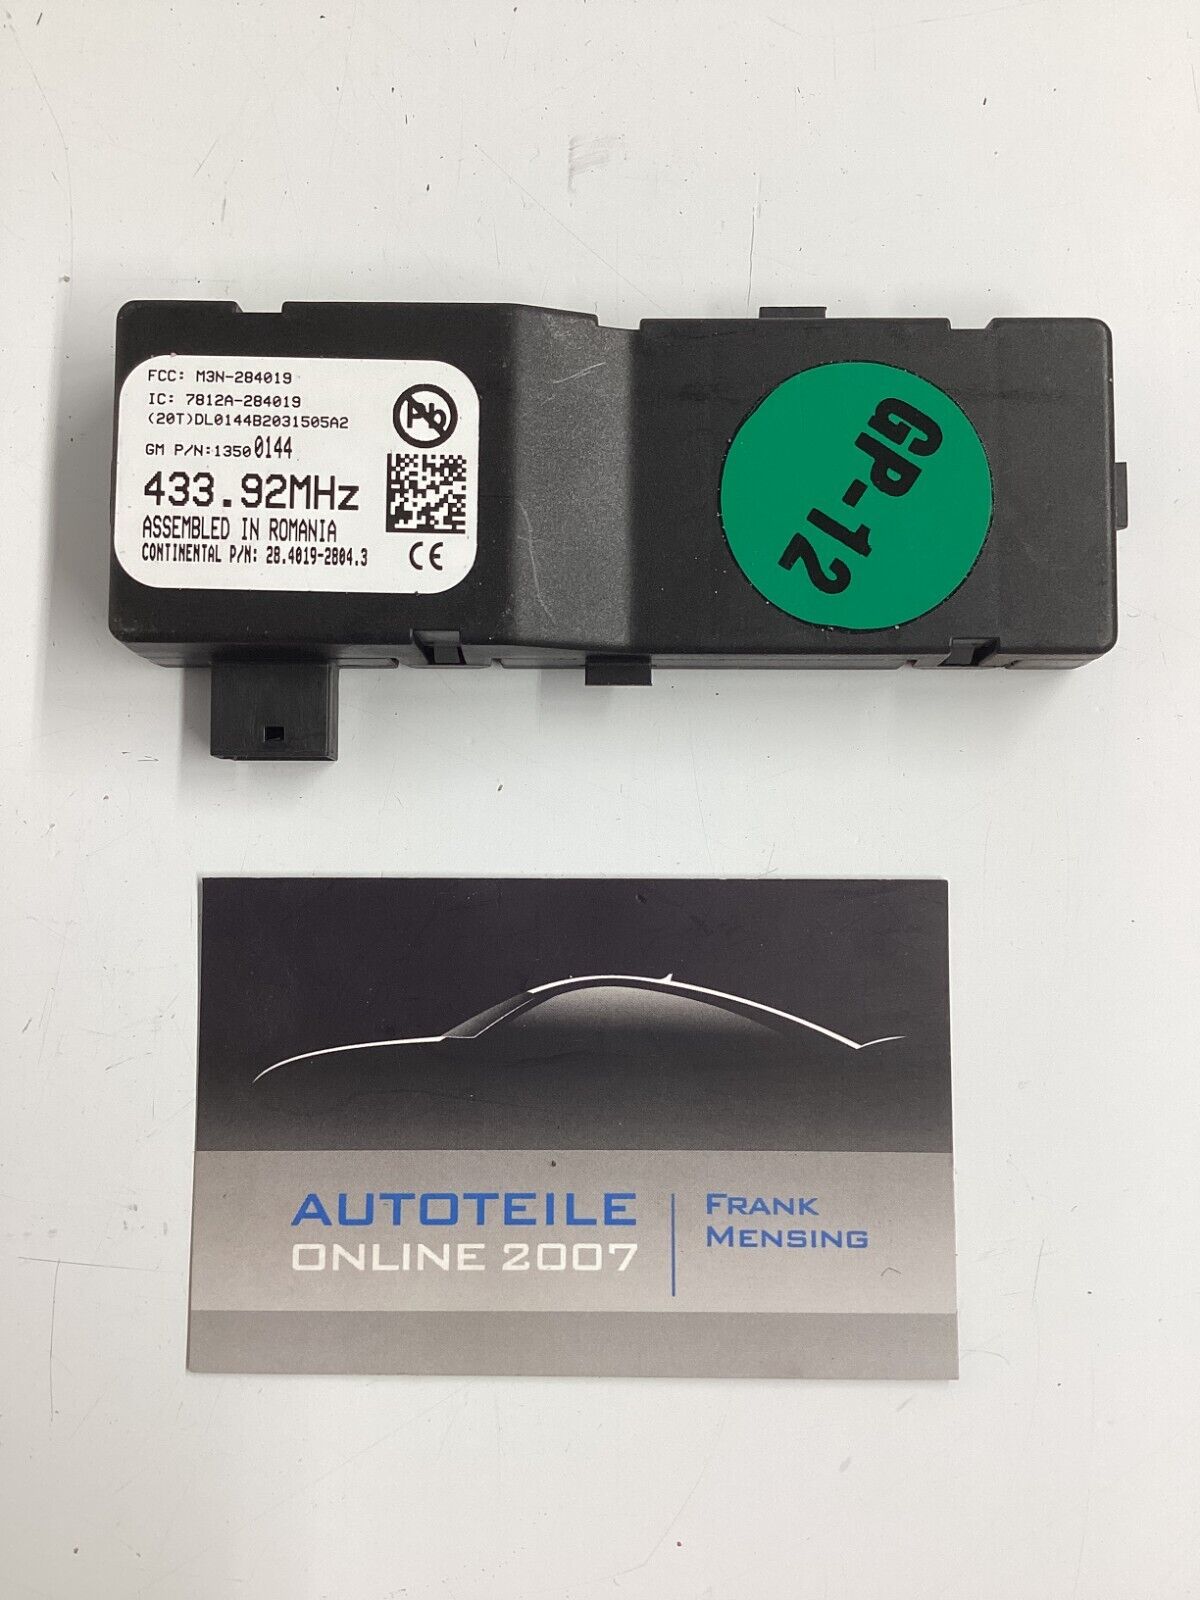 FCC: M3N-284019
IC: 7812A-284019
(20T)DL0144B2031505A2
GM P/N:13500144
433.92MHz
ASSEMBLED IN ROMANIA
CONTINENTAL P/N: 28.4019-2804.3
Pb
CE
GP-12
AUTOTEILE
ONLINE 2007
FRANK
MENSING